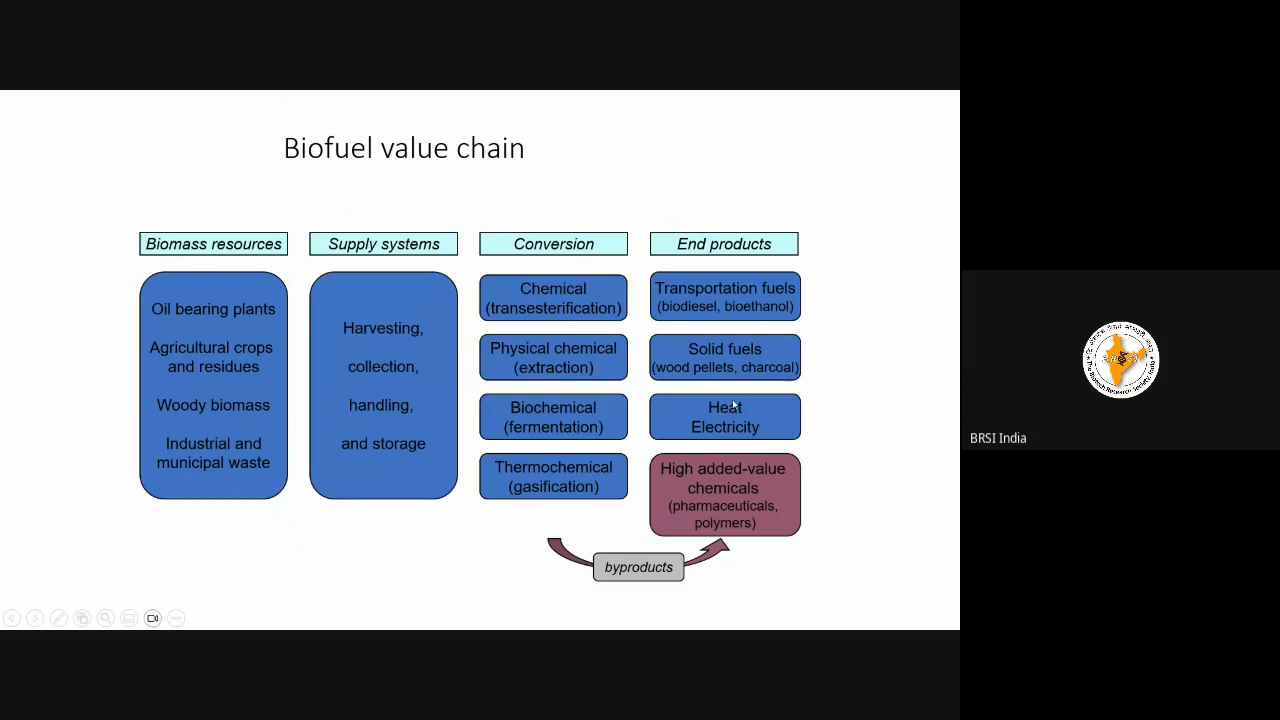 Biofuel value chain
Biomass resources
Oil bearing plants
Agricultural crops
and residues
Woody biomass
Industrial and
municipal waste
Supply systems
Harvesting,
collection,
handling,
and storage
Conversion
Chemical
(transesterification)
Physical chemical
(extraction)
Biochemical
(fermentation)
Thermochemical
(gasification)
End products
Transportation fuels
(biodiesel, bioethanol)
Solid fuels
(wood pellets, charcoal)
Heat
Electricity
High added-value
chemicals
(pharmaceuticals,
polymers)
byproducts
BRSI India